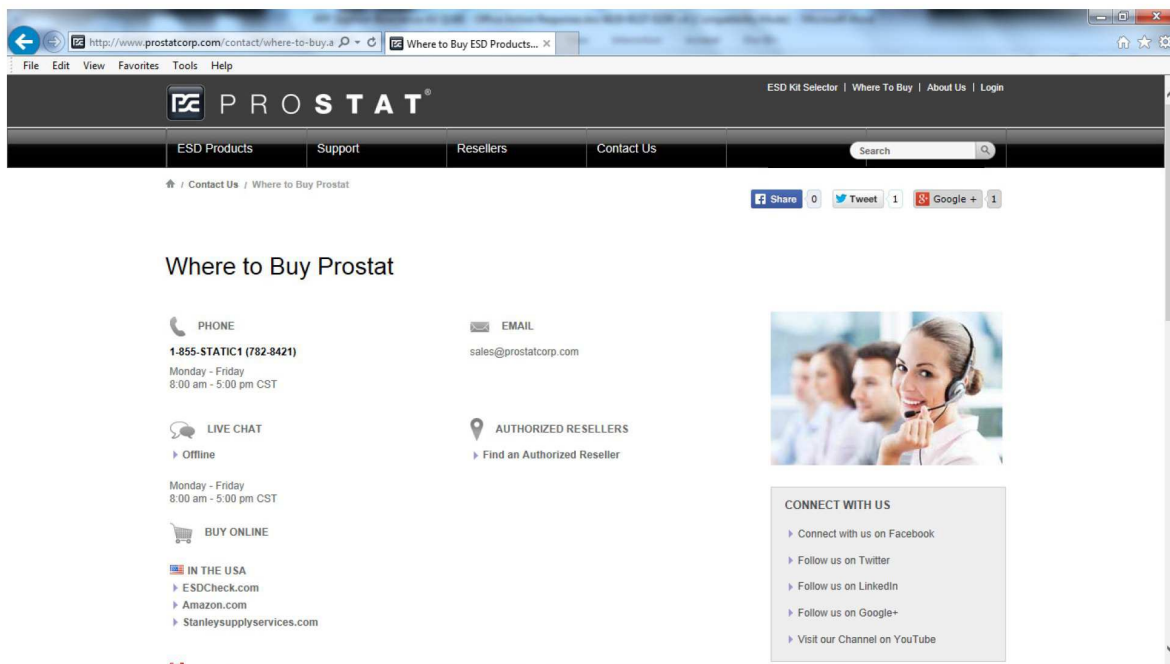 http://www.prostatcorp.com/contact/where-to-buy.a
Where to Buy ESD Products...
File Edit View Favorites Tools Help
PROSTAT®
ESD Kit Selector | Where To Buy | About Us | Login
ESD Products Support Resellers Contact Us Search
/ Contact Us / Where to Buy Prostat
Share 0 Tweet 1 Google + 1
Where to Buy Prostat
PHONE
1-855-STATIC1 (782-8421)
Monday - Friday
8:00 am - 5:00 pm CST
EMAIL
sales@prostatcorp.com
LIVE CHAT
Offline
Monday - Friday
8:00 am - 5:00 pm CST
AUTHORIZED RESELLERS
Find an Authorized Reseller
BUY ONLINE
IN THE USA
ESDCheck.com
Amazon.com
Stanleysupplyservices.com
CONNECT WITH US
Connect with us on Facebook
Follow us on Twitter
Follow us on LinkedIn
Follow us on Google+
Visit our Channel on YouTube